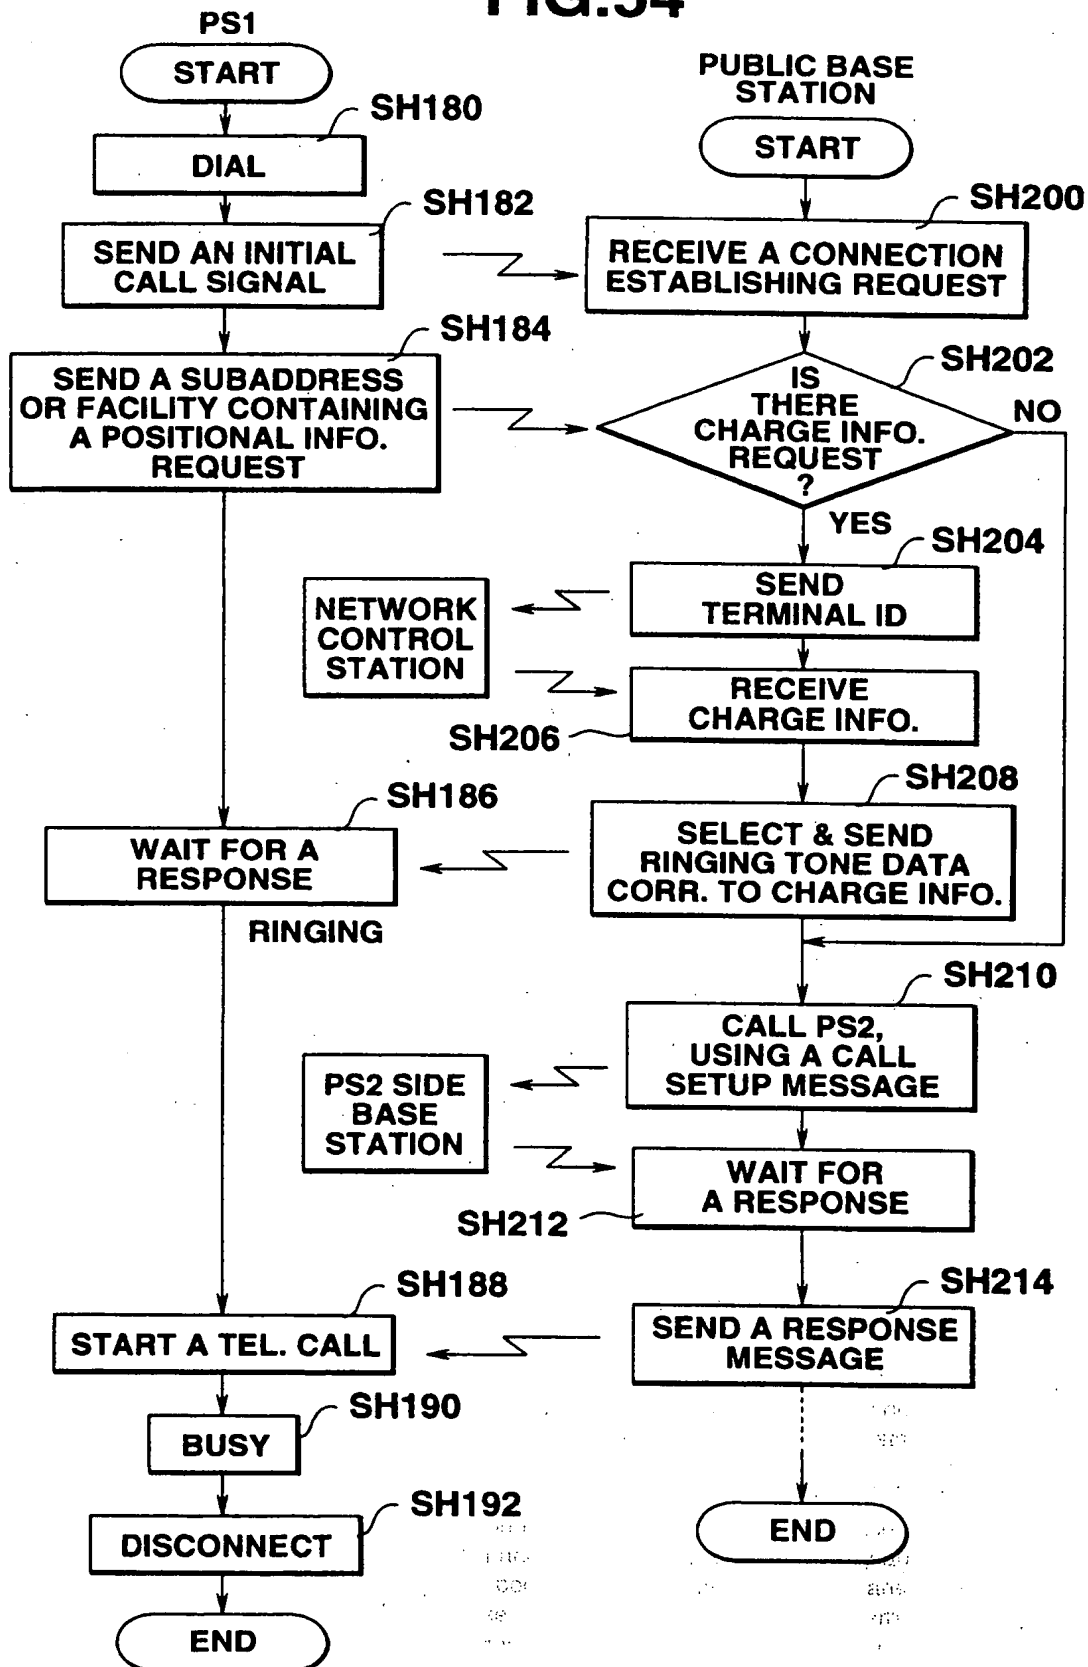 FIG.54
PS1
START
SH180
DIAL
SH182
SEND AN INITIAL
CALL SIGNAL
SH184
SEND A SUBADDRESS
OR FACILITY CONTAINING
A POSITIONAL INFO.
REQUEST
PUBLIC BASE
STATION
START
SH200
RECEIVE A CONNECTION
ESTABLISHING REQUEST
SH202
IS
THERE
CHARGE INFO.
REQUEST
?
NO
YES
SH204
SEND
TERMINAL ID
NETWORK
CONTROL
STATION
RECEIVE
CHARGE INFO.
SH206
SH208
SELECT & SEND
RINGING TONE DATA
CORR. TO CHARGE INFO.
SH186
WAIT FOR A
RESPONSE
RINGING
SH210
CALL PS2,
USING A CALL
SETUP MESSAGE
PS2 SIDE
BASE
STATION
WAIT FOR
A RESPONSE
SH212
SH214
SEND A RESPONSE
MESSAGE
SH188
START A TEL. CALL
SH190
BUSY
SH192
DISCONNECT
END
END